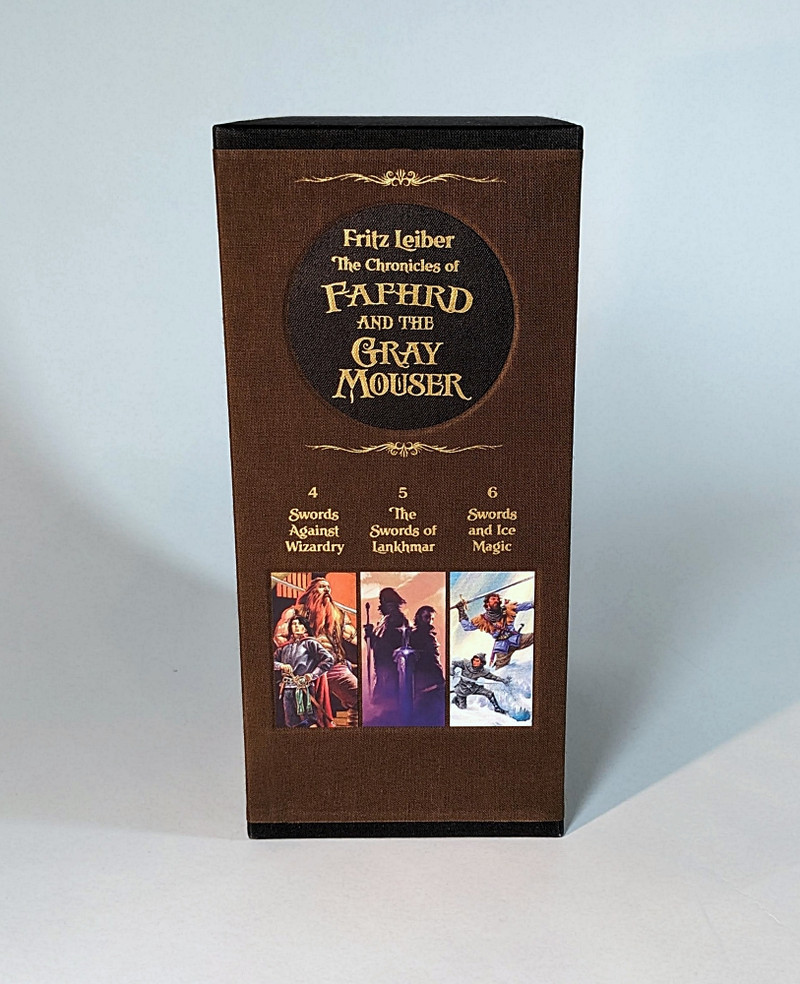 Fritz Leiber
The Chronicles of
FAFHRD
AND THE
GRAY
MOUSER
4
Swords
Against
Wizardry
5
The
Swords of
Lankhmar
6
Swords
and Ice
Magic